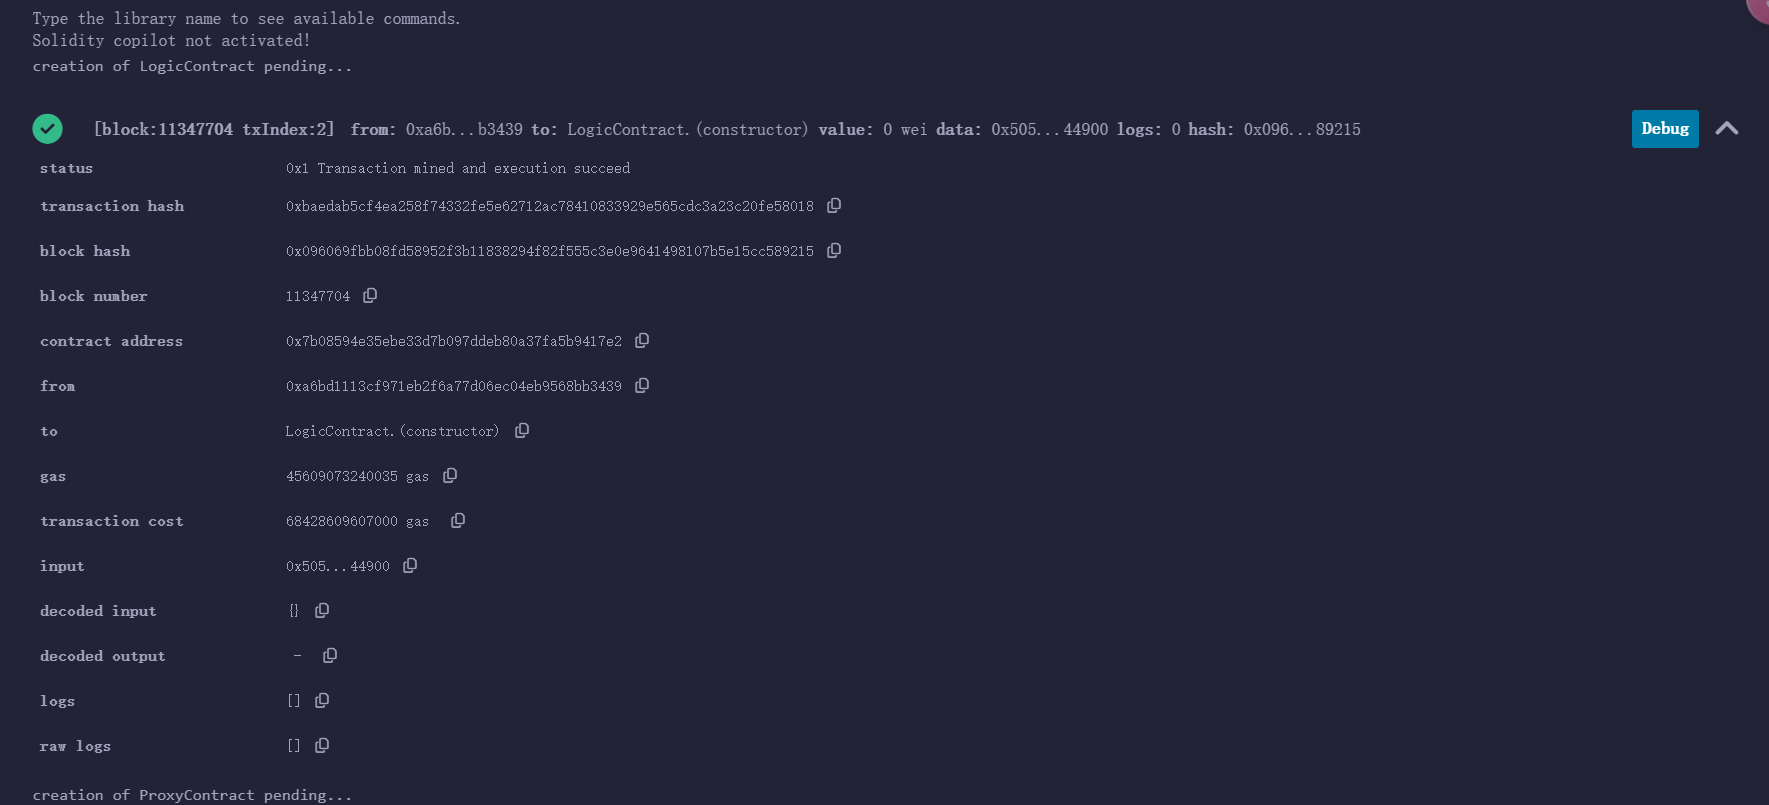 Type the library name to see available commands.
Solidity copilot not activated!
creation of LogicContract pending...
[block:11347704 txIndex:2] from: 0xa6b...b3439 to: LogicContract.(constructor) value: 0 wei data: 0x505...44900 logs: 0 hash: 0x096...89215 Debug
status 0x1 Transaction mined and execution succeed
transaction hash 0xbaedab5cf4ea258f74332fe5e62712ac78410833929e565cdc3a23c20fe58018
block hash 0x096069fbb08fd58952f3b11838294f82f555c3e0e9641498107b5e15cc589215
block number 11347704
contract address 0x7b08594e35ebe33d7b097ddeb80a37fa5b9417e2
from 0xa6bd1113cf971eb2f6a77d06ec04eb9568bb3439
to LogicContract.(constructor)
gas 45609073240035 gas
transaction cost 68428609607000 gas
input 0x505...44900
decoded input {}
decoded output -
logs []
raw logs []
creation of ProxyContract pending...